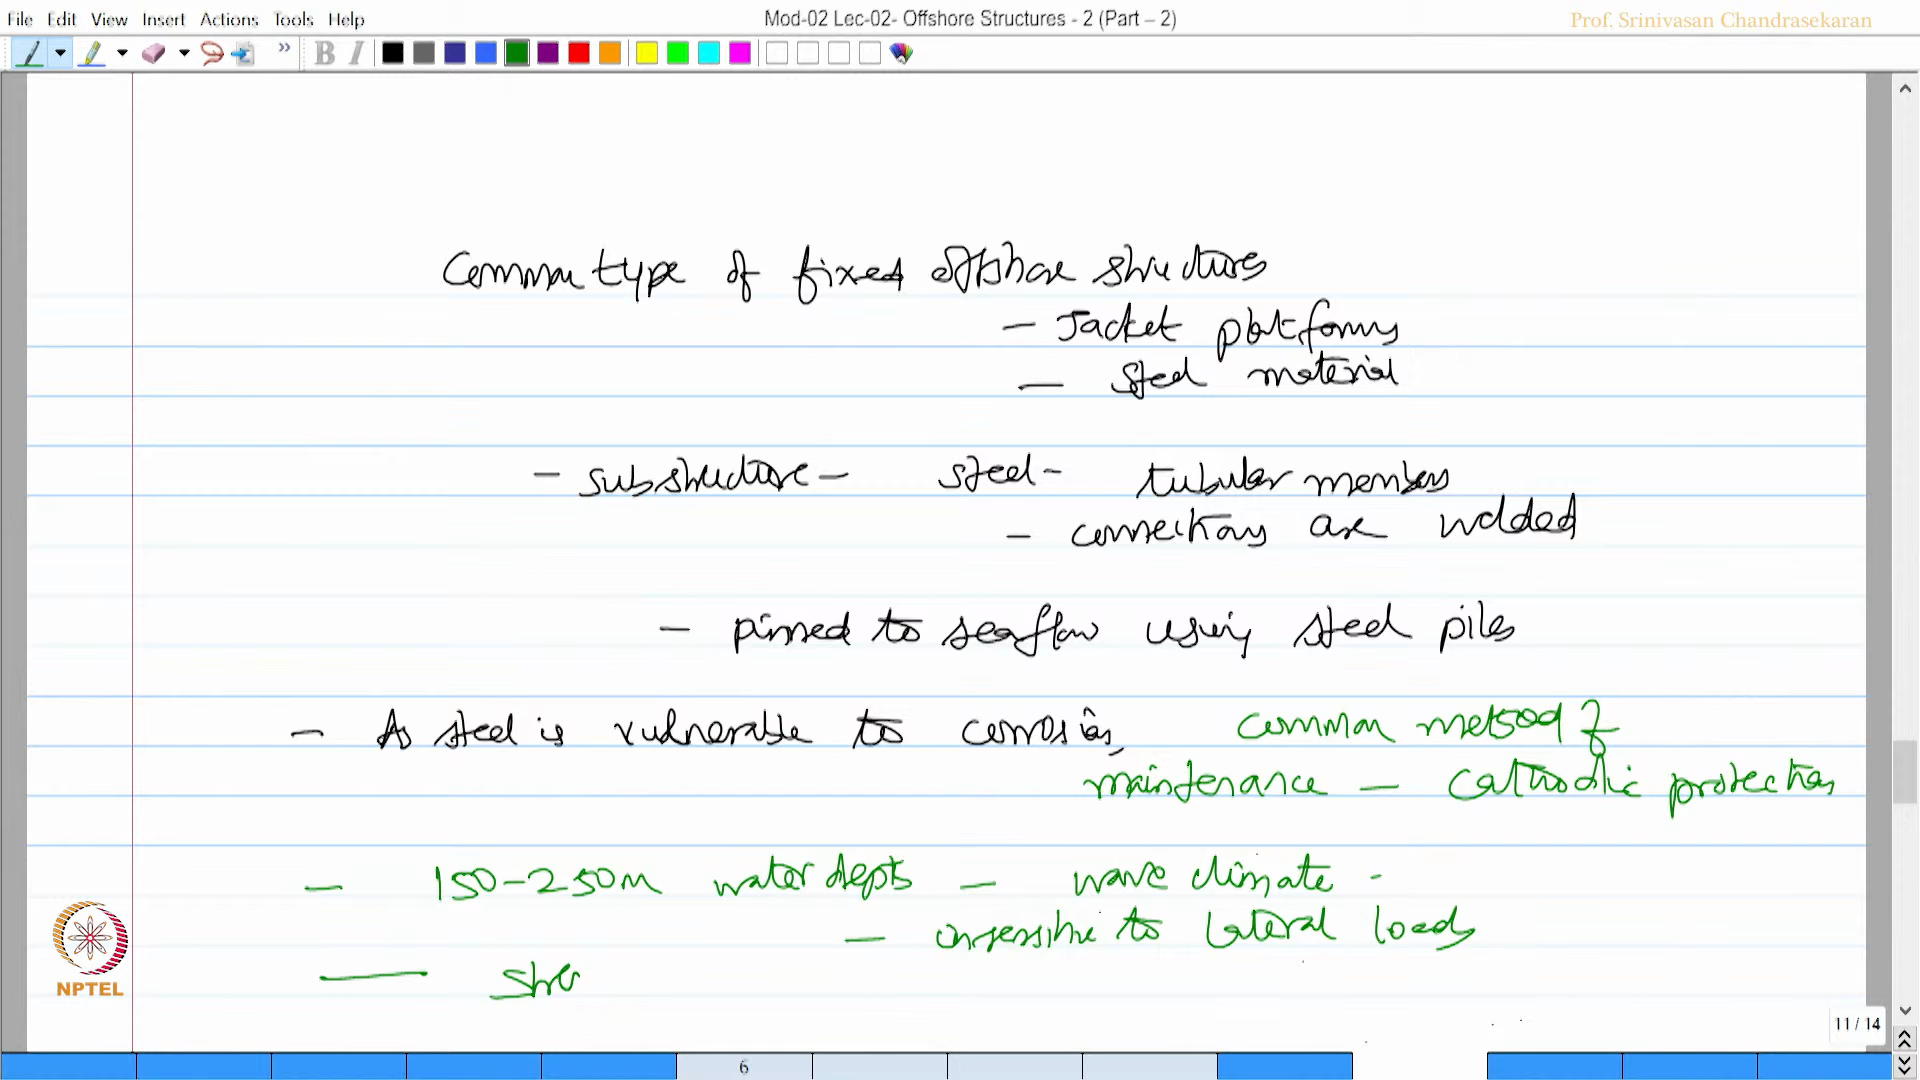 File Edit View Insert Actions Tools Help
Mod-02 Lec-02- Offshore Structures - 2 (Part – 2)
Prof. Srinivasan Chandrasekaran
B I
Common type of fixed offshore structures
- Jacket platforms
- steel material
- substructure - steel - tubular members
- connections are welded
- pinned to seafloor using steel piles
- As steel is vulnerable to corrosion, common method of
maintenance - cathodic protection
- 150-250m water depts - wave climate -
- insensitive to lateral loads
- stre
NPTEL
11 / 14
6